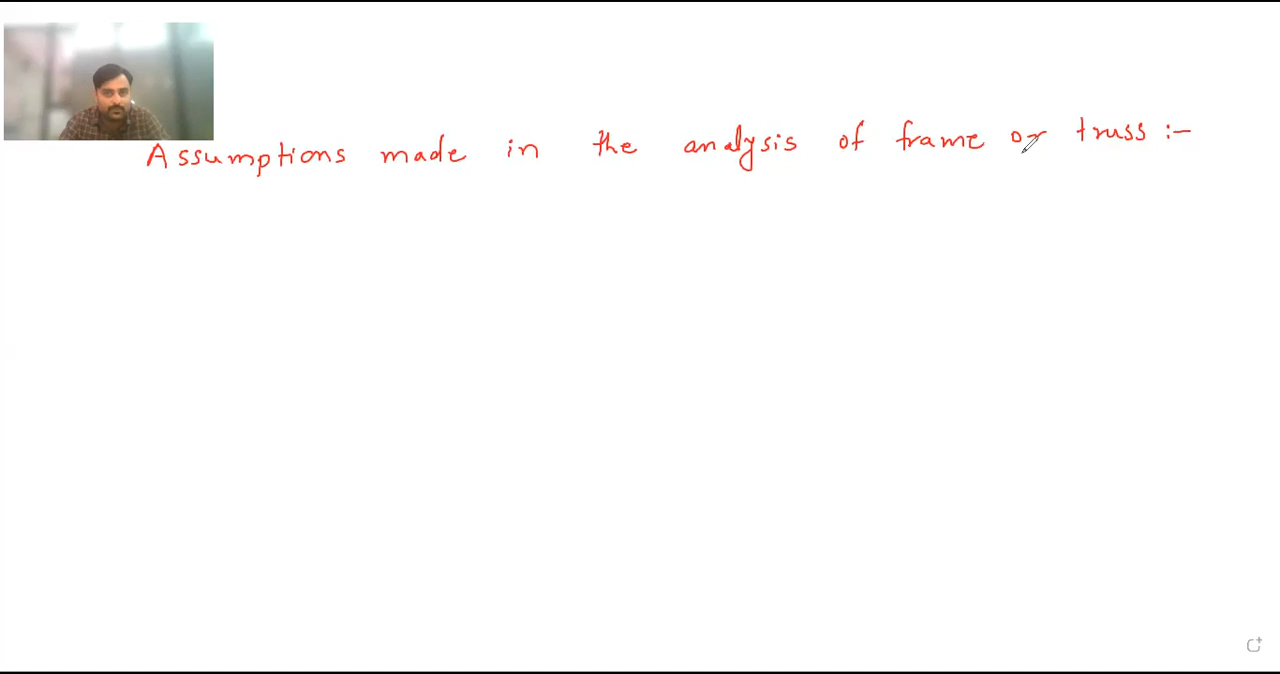 Assumptions made in the analysis of frame or truss :-